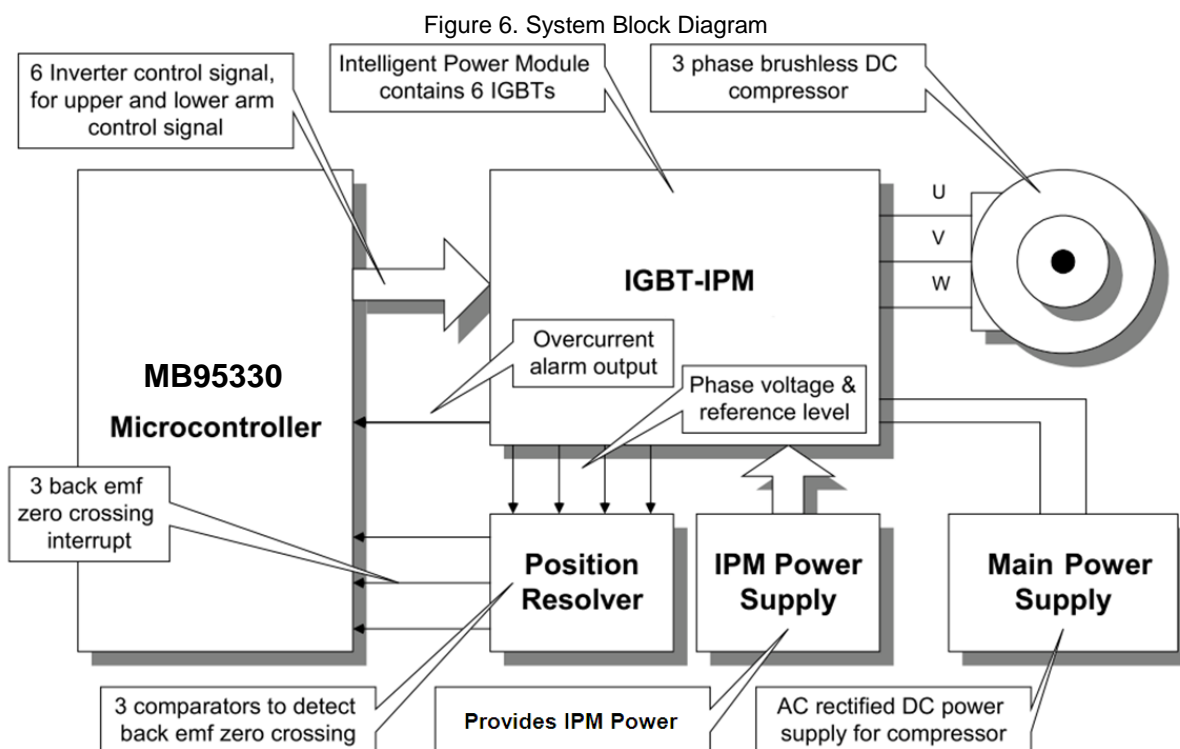 Figure 6. System Block Diagram
6 Inverter control signal,
for upper and lower arm
control signal
Intelligent Power Module
contains 6 IGBTs
3 phase brushless DC
compressor
U
V
W
IGBT-IPM
MB95330
Microcontroller
Overcurrent
alarm output
Phase voltage &
reference level
3 back emf
zero crossing
interrupt
Position
Resolver
IPM Power
Supply
Main Power
Supply
3 comparators to detect
back emf zero crossing
Provides IPM Power
AC rectified DC power
supply for compressor